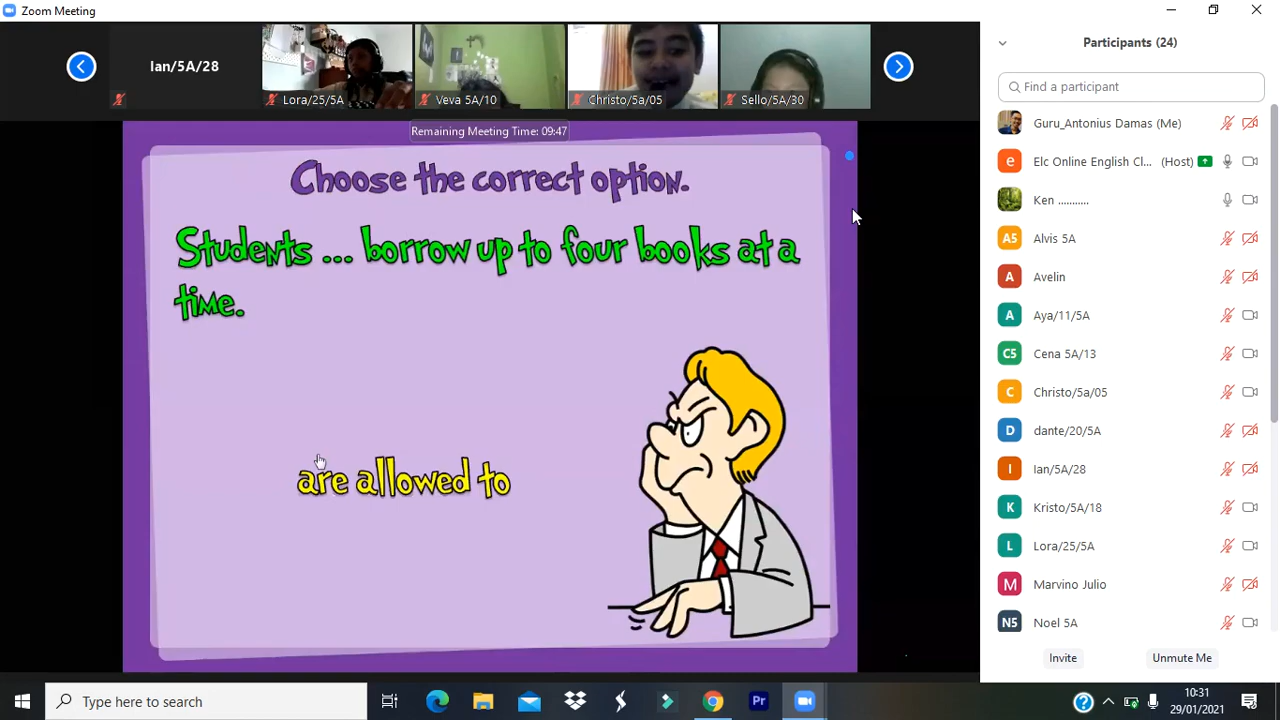 Zoom Meeting
Ian/5A/28
Lora/25/5A
Veva 5A/10
Christo/5a/05
Sello/5A/30
Remaining Meeting Time: 09:47
Choose the correct option.
Students ... borrow up to four books at a
time.
are allowed to
Participants (24)
Find a participant
Guru_Antonius Damas (Me)
Elc Online English Cl... (Host)
Ken ...........
Alvis 5A
Avelin
Aya/11/5A
Cena 5A/13
Christo/5a/05
dante/20/5A
Ian/5A/28
Kristo/5A/18
Lora/25/5A
Marvino Julio
Noel 5A
Invite
Unmute Me
e
A5
A
A
C5
C
D
I
K
L
M
N5
Type here to search
Pr
10:31
29/01/2021